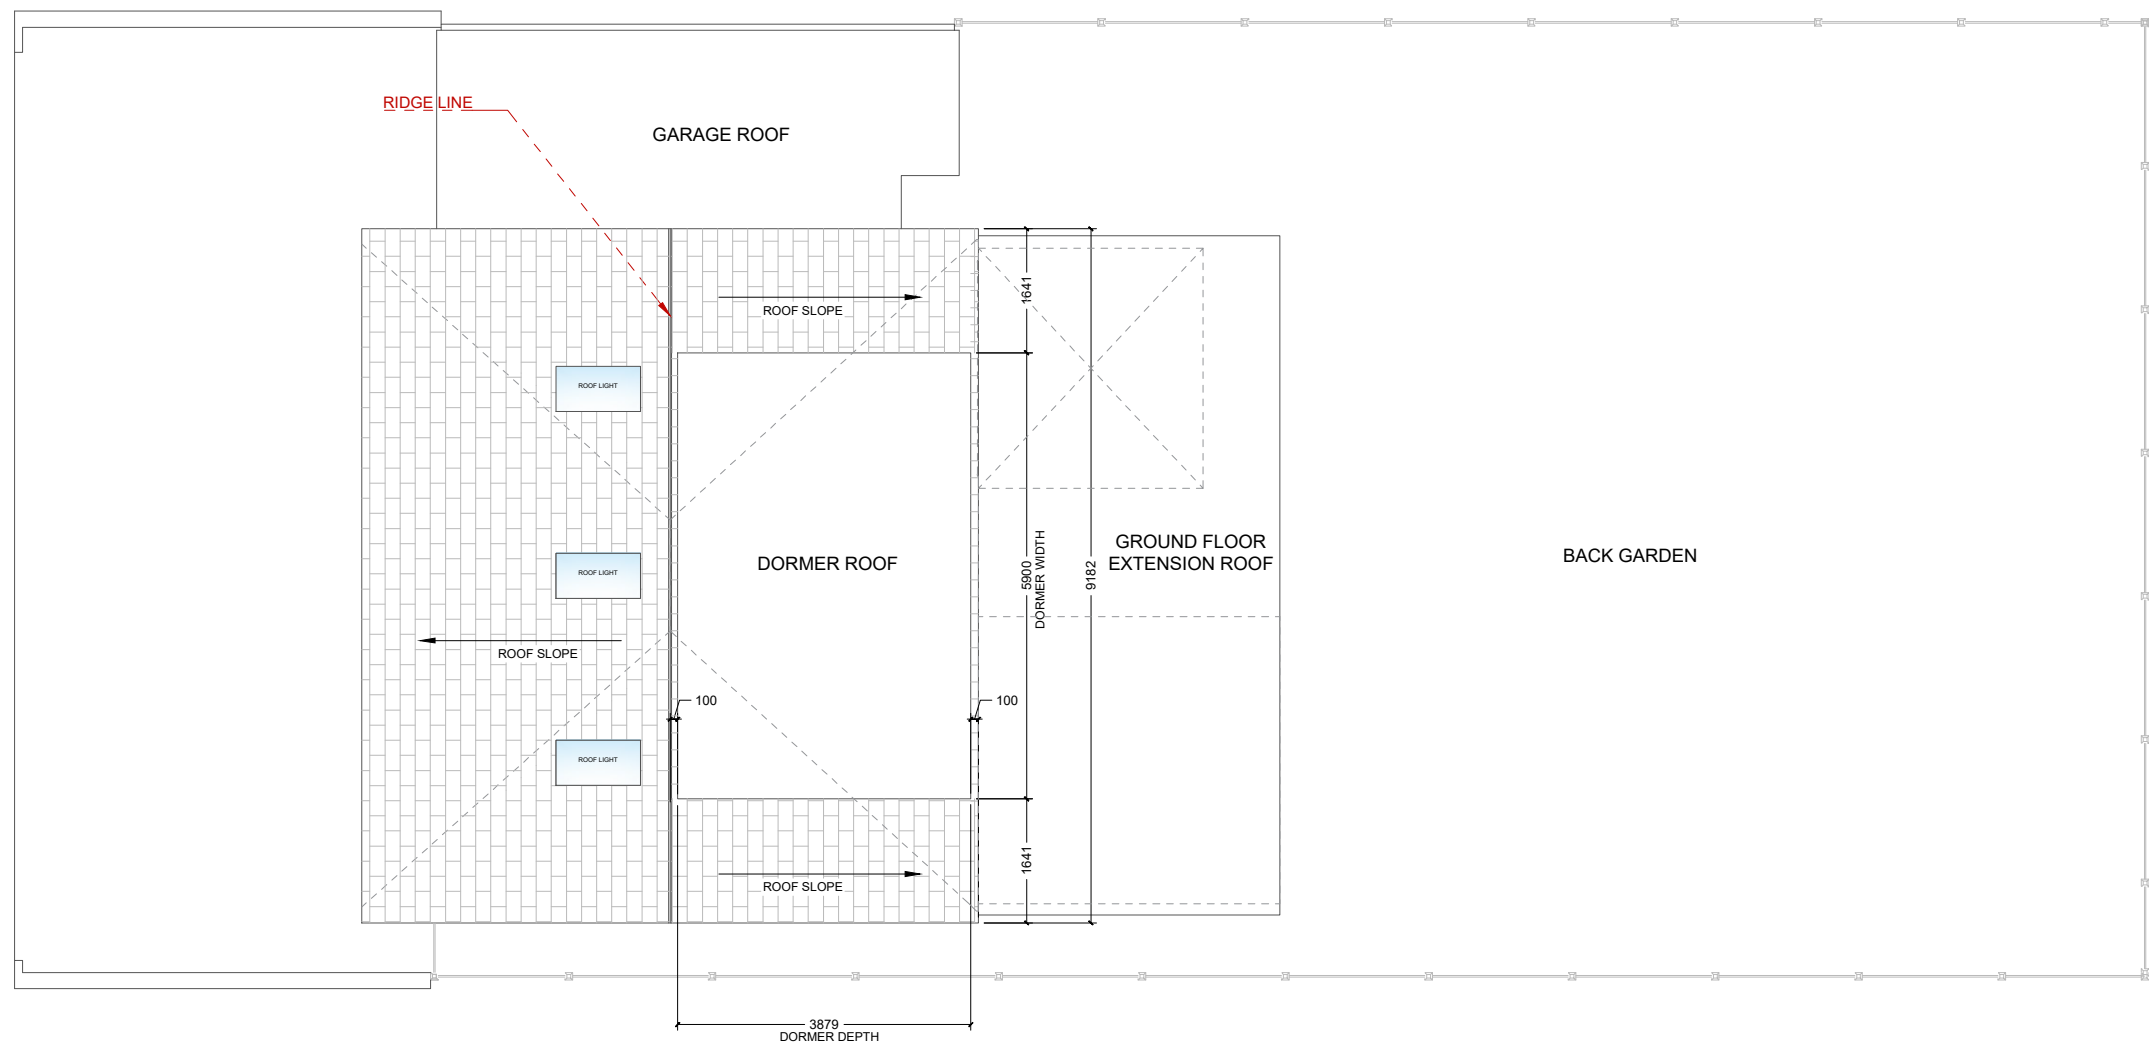 RIDGE LINE
GARAGE ROOF
1641
ROOF SLOPE
ROOF LIGHT
GROUND FLOOR
EXTENSION ROOF
BACK GARDEN
DORMER ROOF
5900
DORMER WIDTH
9182
ROOF LIGHT
ROOF SLOPE
100
100
ROOF LIGHT
1641
ROOF SLOPE
3879
DORMER DEPTH